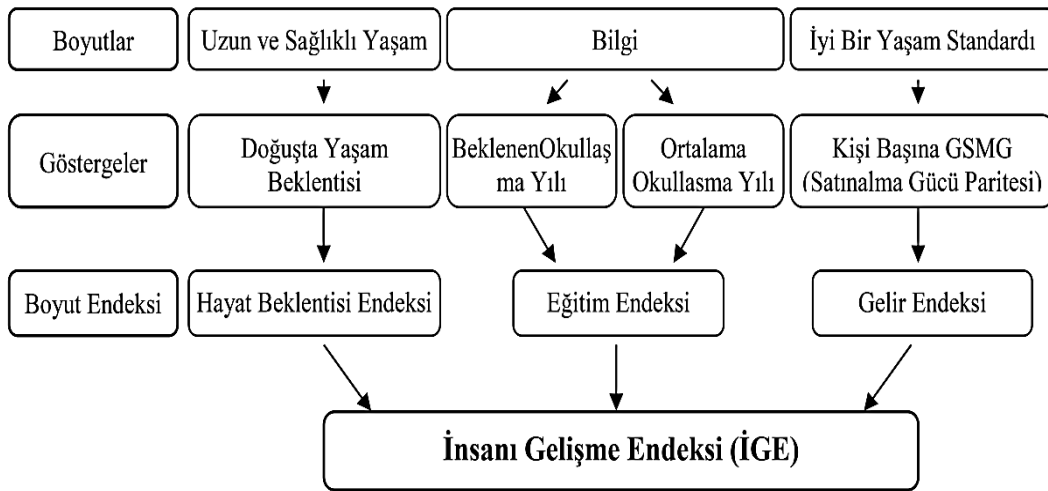 Boyutlar
Uzun ve Sağlıklı Yaşam
Bilgi
İyi Bir Yaşam Standardı
Göstergeler
Doğuşta Yaşam
Beklentisi
BeklenenOkullaş
ma Yılı
Ortalama
Okullasma Yılı
Kişi Başına GSMG
(Satınalma Gücü Paritesi)
Boyut Endeksi
Hayat Beklentisi Endeksi
Eğitim Endeksi
Gelir Endeksi
İnsanı Gelişme Endeksi (İGE)